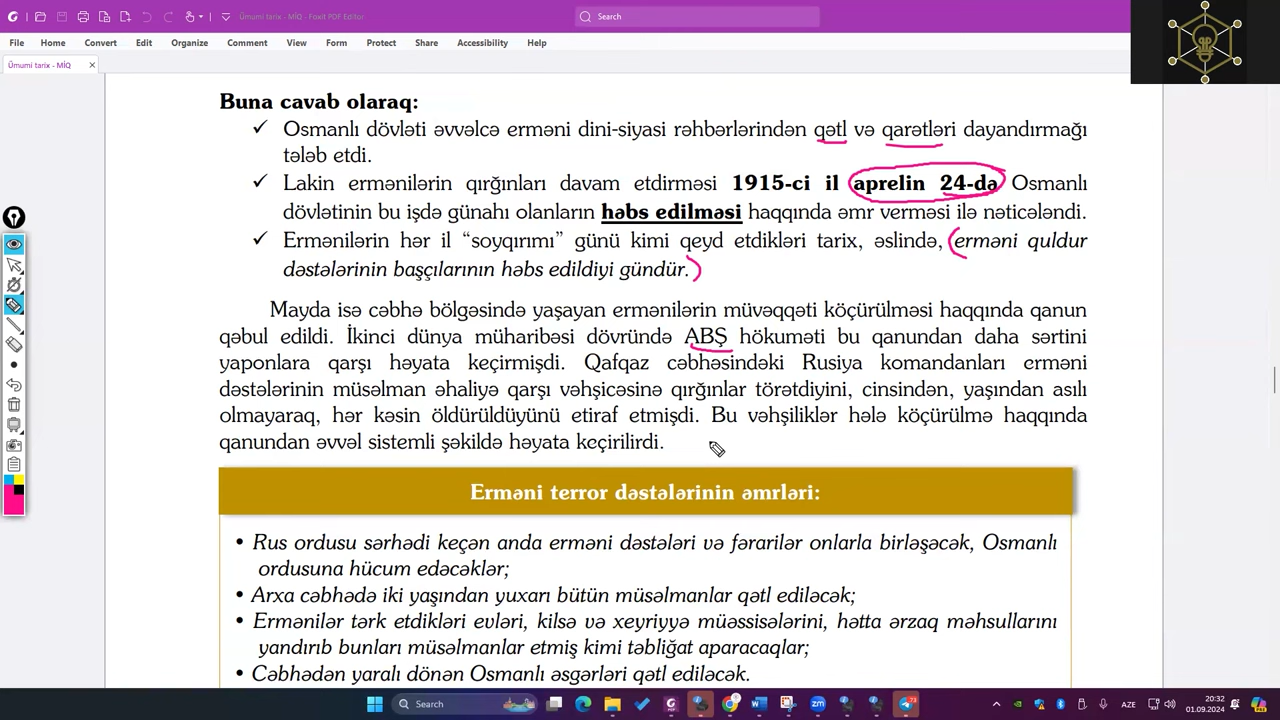 Ümumi tarix - MİQ - Foxit PDF Editor
Search
File Home Convert Edit Organize Comment View Form Protect Share Accessibility Help
Ümumi tarix - MİQ
Buna cavab olaraq:
✓ Osmanlı dövləti əvvəlcə erməni dini-siyasi rəhbərlərindən qətl və qarətləri dayandırmağı
tələb etdi.
✓ Lakin ermənilərin qırğınları davam etdirməsi 1915-ci il aprelin 24-də Osmanlı
dövlətinin bu işdə günahı olanların həbs edilməsi haqqında əmr verməsi ilə nəticələndi.
✓ Ermənilərin hər il “soyqırımı” günü kimi qeyd etdikləri tarix, əslində, erməni quldur
dəstələrinin başçılarının həbs edildiyi gündür.
Mayda isə cəbhə bölgəsində yaşayan ermənilərin müvəqqəti köçürülməsi haqqında qanun
qəbul edildi. İkinci dünya müharibəsi dövründə ABŞ hökuməti bu qanundan daha sərtini
yaponlara qarşı həyata keçirmişdi. Qafqaz cəbhəsindəki Rusiya komandanları erməni
dəstələrinin müsəlman əhaliyə qarşı vəhşicəsinə qırğınlar törətdiyini, cinsindən, yaşından asılı
olmayaraq, hər kəsin öldürüldüyünü etiraf etmişdi. Bu vəhşiliklər hələ köçürülmə haqqında
qanundan əvvəl sistemli şəkildə həyata keçirilirdi.
Erməni terror dəstələrinin əmrləri:
• Rus ordusu sərhədi keçən anda erməni dəstələri və fərarilər onlarla birləşəcək, Osmanlı
ordusuna hücum edəcəklər;
• Arxa cəbhədə iki yaşından yuxarı bütün müsəlmanlar qətl ediləcək;
• Ermənilər tərk etdikləri evləri, kilsə və xeyriyyə müəssisələrini, hətta ərzaq məhsullarını
yandırıb bunları müsəlmanlar etmiş kimi təbliğat aparacaqlar;
• Cəbhədən yaralı dönən Osmanlı əsgərləri qətl ediləcək.
Search
AZE
20:32
01.09.2024